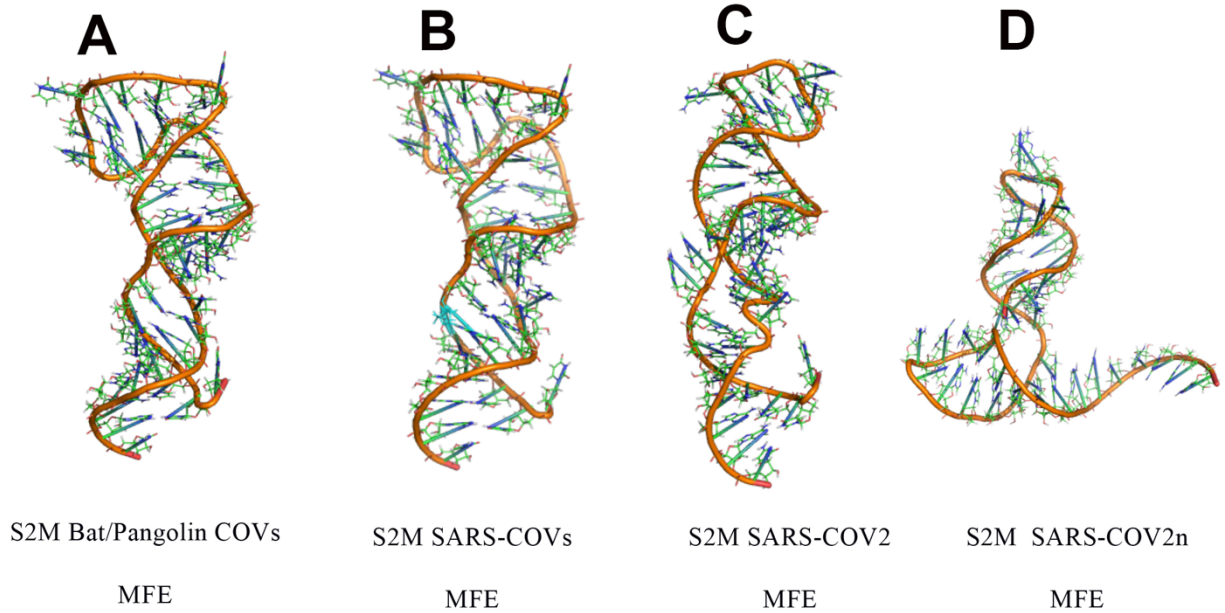 A B C D
S2M Bat/Pangolin COVs S2M SARS-COVs S2M SARS-COV2 S2M SARS-COV2n
MFE MFE MFE MFE